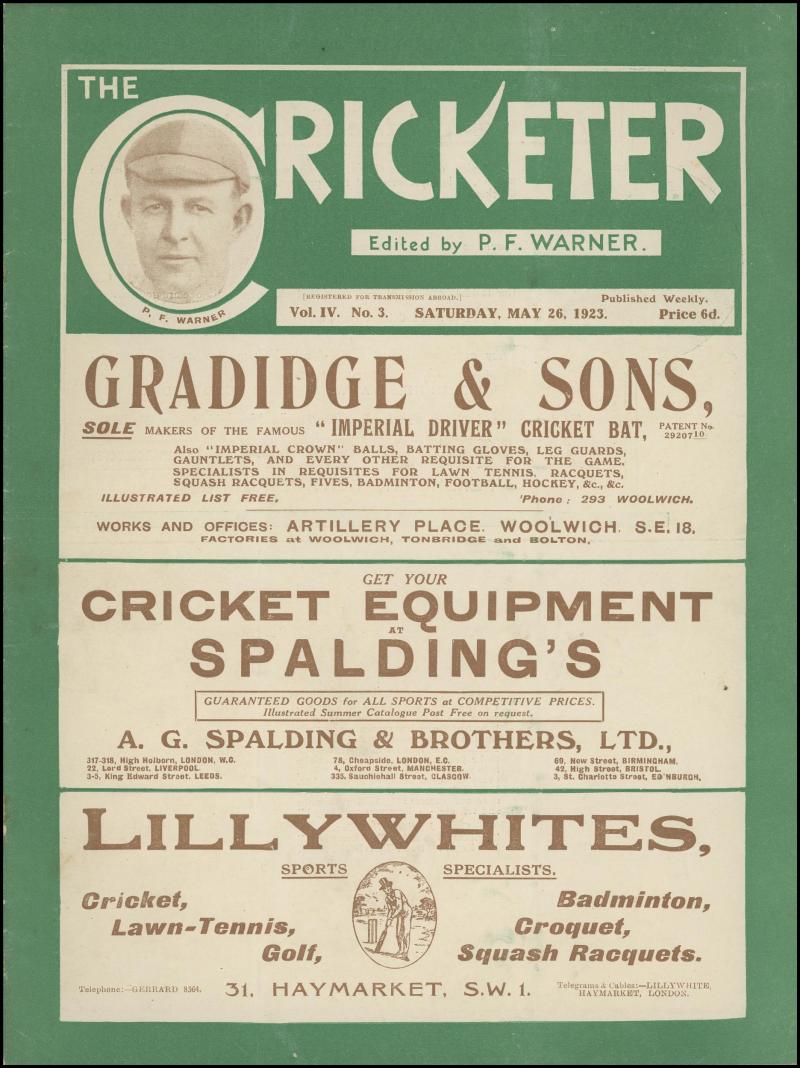 THE
CRICKETER
Edited by P. F. WARNER.
P. F. WARNER
[REGISTERED FOR TRANSMISSION ABROAD.]
Published Weekly.
Vol. IV. No. 3. SATURDAY, MAY 26, 1923. Price 6d.
GRADIDGE & SONS,
SOLE MAKERS OF THE FAMOUS "IMPERIAL DRIVER" CRICKET BAT, PATENT No. 2920710
Also "IMPERIAL CROWN" BALLS, BATTING GLOVES, LEG GUARDS,
GAUNTLETS, AND EVERY OTHER REQUISITE FOR THE GAME.
SPECIALISTS IN REQUISITES FOR LAWN TENNIS, RACQUETS,
SQUASH RACQUETS, FIVES, BADMINTON, FOOTBALL, HOCKEY, &c., &c.
ILLUSTRATED LIST FREE. 'Phone: 293 WOOLWICH.
WORKS AND OFFICES: ARTILLERY PLACE. WOOLWICH. S.E. 18.
FACTORIES at WOOLWICH, TONBRIDGE and BOLTON.
GET YOUR
CRICKET EQUIPMENT
AT
SPALDING'S
GUARANTEED GOODS for ALL SPORTS at COMPETITIVE PRICES.
Illustrated Summer Catalogue Post Free on request.
A. G. SPALDING & BROTHERS, LTD.,
317-318, High Holborn, LONDON, W.C. 78, Cheapside, LONDON, E.C. 69, New Street, BIRMINGHAM.
22, Lord Street, LIVERPOOL. 4, Oxford Street, MANCHESTER. 42, High Street, BRISTOL.
3-5, King Edward Street, LEEDS. 335, Sauchiehall Street, GLASGOW. 3, St. Charlotte Street, EDINBURGH.
LILLYWHITES,
SPORTS SPECIALISTS.
Cricket, Badminton,
Lawn-Tennis, Croquet,
Golf, Squash Racquets.
Telephone:—GERRARD 8364. 31, HAYMARKET, S.W. 1. Telegrams & Cables:—LILLYWHITE,
HAYMARKET, LONDON.